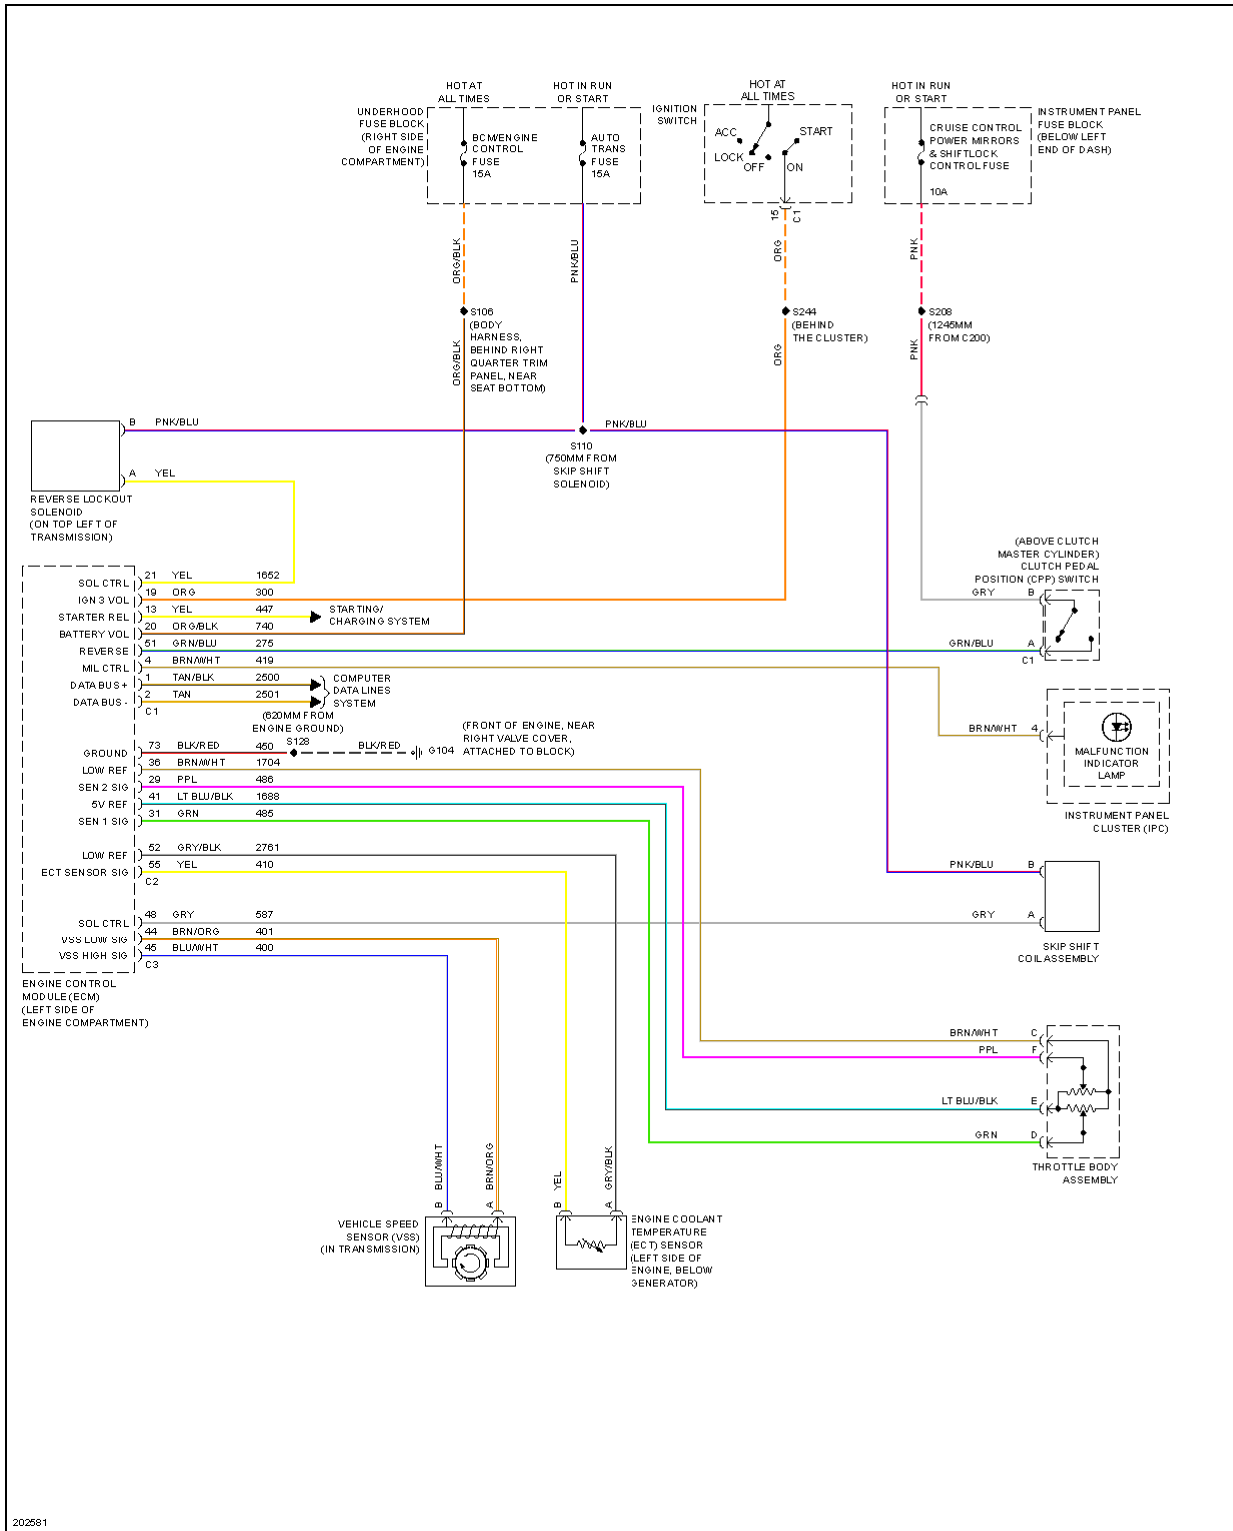 HOT AT
ALL TIMES
HOT IN RUN
OR START
HOT AT
ALL TIMES
HOT IN RUN
OR START
UNDERHOOD
FUSE BLOCK
(RIGHT SIDE
OF ENGINE
COMPARTMENT)
BCM/ENGINE
CONTROL
FUSE
15A
AUTO
TRANS
FUSE
15A
IGNITION
SWITCH
ACC
LOCK
OFF
ON
START
CRUISE CONTROL
POWER MIRRORS
& SHIFTLOCK
CONTROL FUSE
10A
INSTRUMENT PANEL
FUSE BLOCK
(BELOW LEFT
END OF DASH)
15
C1
ORG/BLK
PNK/BLU
ORG
PNK
S106
(BODY
HARNESS,
BEHIND RIGHT
QUARTER TRIM
PANEL, NEAR
SEAT BOTTOM)
S244
(BEHIND
THE CLUSTER)
S208
(1245MM
FROM C200)
ORG/BLK
ORG
PNK
B PNK/BLU
PNK/BLU
S110
(750MM FROM
SKIP SHIFT
SOLENOID)
A YEL
REVERSE LOCKOUT
SOLENOID
(ON TOP LEFT OF
TRANSMISSION)
(ABOVE CLUTCH
MASTER CYLINDER)
CLUTCH PEDAL
POSITION (CPP) SWITCH
GRY B
GRN/BLU A
C1
SOL CTRL 21 YEL 1652
IGN 3 VOL 19 ORG 300
STARTER REL 13 YEL 447
STARTING/
CHARGING SYSTEM
BATTERY VOL 20 ORG/BLK 740
REVERSE 51 GRN/BLU 275
MIL CTRL 4 BRN/WHT 419
DATA BUS + 1 TAN/BLK 2500
DATA BUS - 2 TAN 2501
C1
COMPUTER
DATA LINES
SYSTEM
(620MM FROM
ENGINE GROUND)
S128
GROUND 73 BLK/RED 450
BLK/RED
G104
(FRONT OF ENGINE, NEAR
RIGHT VALVE COVER,
ATTACHED TO BLOCK)
LOW REF 36 BRN/WHT 1704
SEN 2 SIG 29 PPL 486
5V REF 41 LT BLU/BLK 1688
SEN 1 SIG 31 GRN 485
LOW REF 52 GRY/BLK 2761
ECT SENSOR SIG 55 YEL 410
C2
SOL CTRL 48 GRY 587
VSS LOW SIG 44 BRN/ORG 401
VSS HIGH SIG 45 BLU/WHT 400
C3
ENGINE CONTROL
MODULE (ECM)
(LEFT SIDE OF
ENGINE COMPARTMENT)
BRN/WHT 4
MALFUNCTION
INDICATOR
LAMP
INSTRUMENT PANEL
CLUSTER (IPC)
PNK/BLU B
GRY A
SKIP SHIFT
COIL ASSEMBLY
BRN/WHT C
PPL F
LT BLU/BLK E
GRN D
THROTTLE BODY
ASSEMBLY
B BLU/WHT
A BRN/ORG
B YEL
A GRY/BLK
VEHICLE SPEED
SENSOR (VSS)
(IN TRANSMISSION)
ENGINE COOLANT
TEMPERATURE
(ECT) SENSOR
(LEFT SIDE OF
ENGINE, BELOW
GENERATOR)
202581